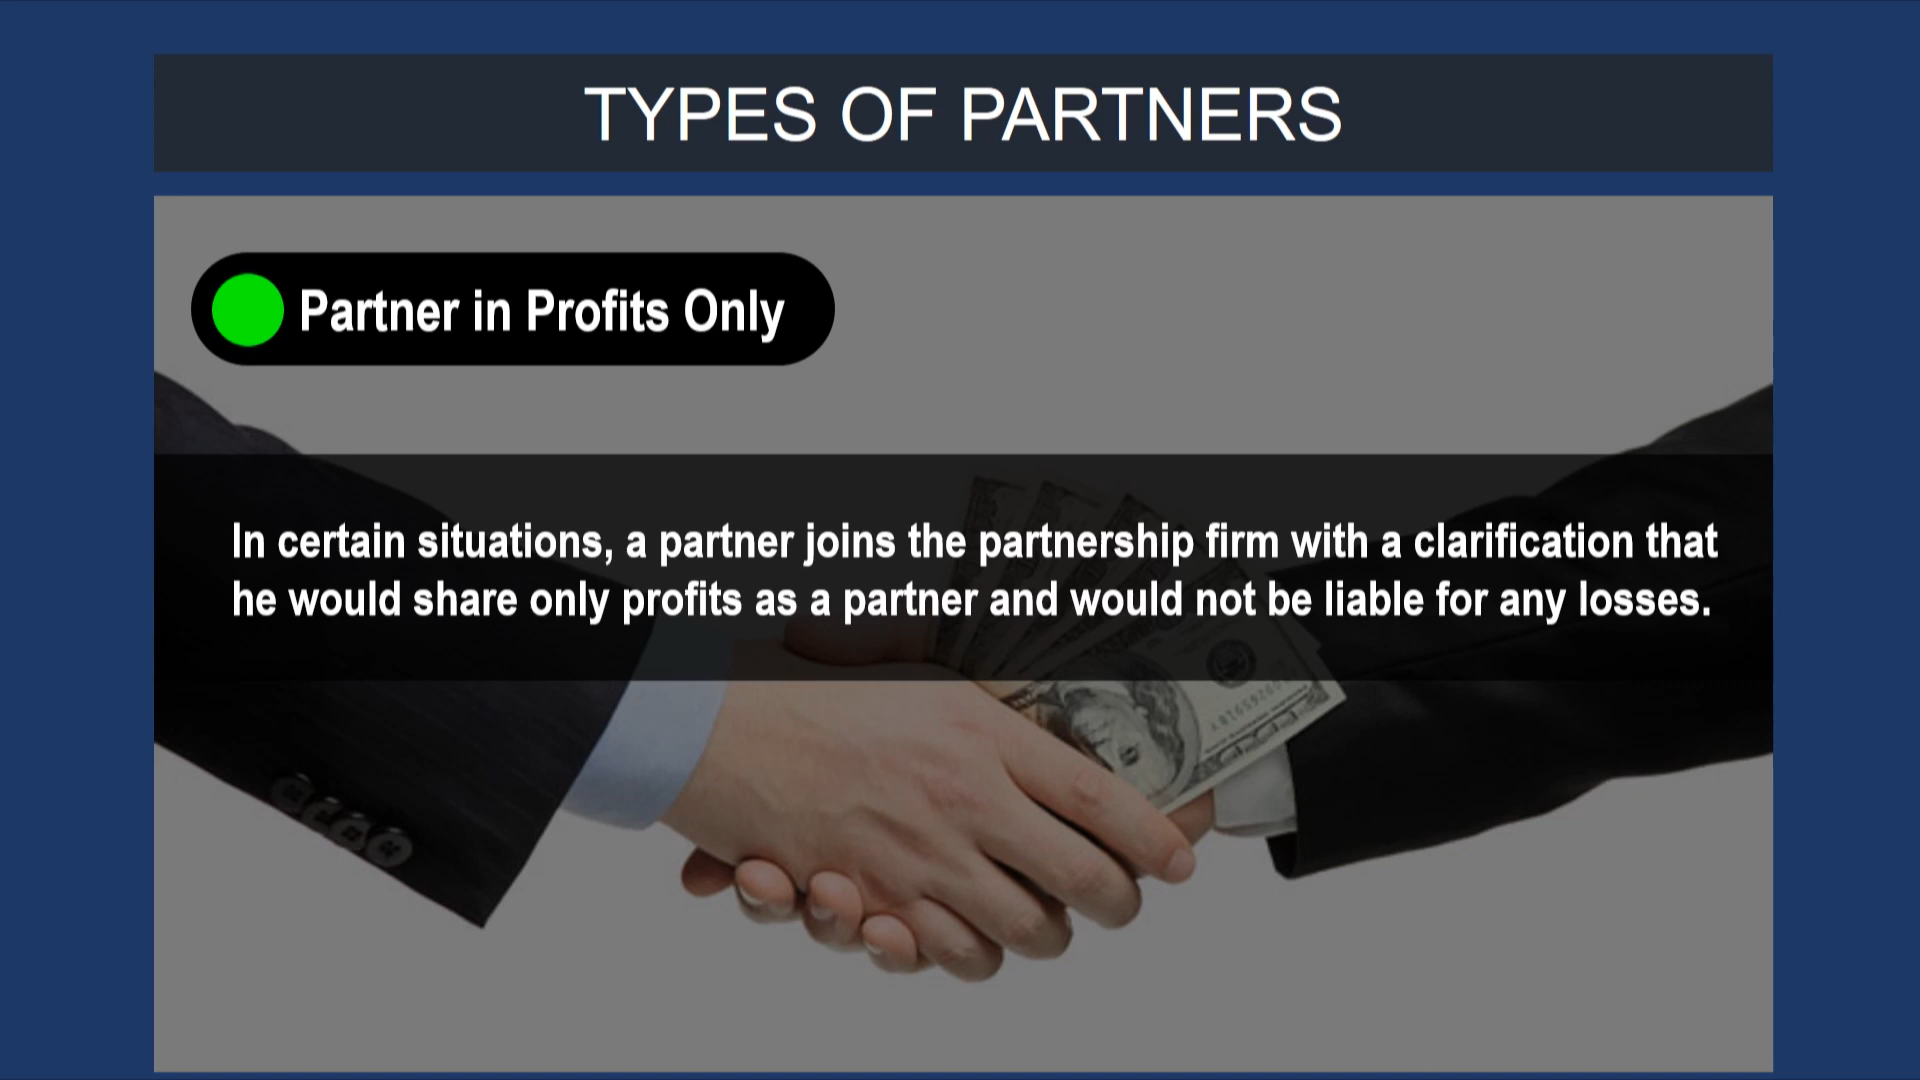 TYPES OF PARTNERS
Partner in Profits Only
In certain situations, a partner joins the partnership firm with a clarification that
he would share only profits as a partner and would not be liable for any losses.